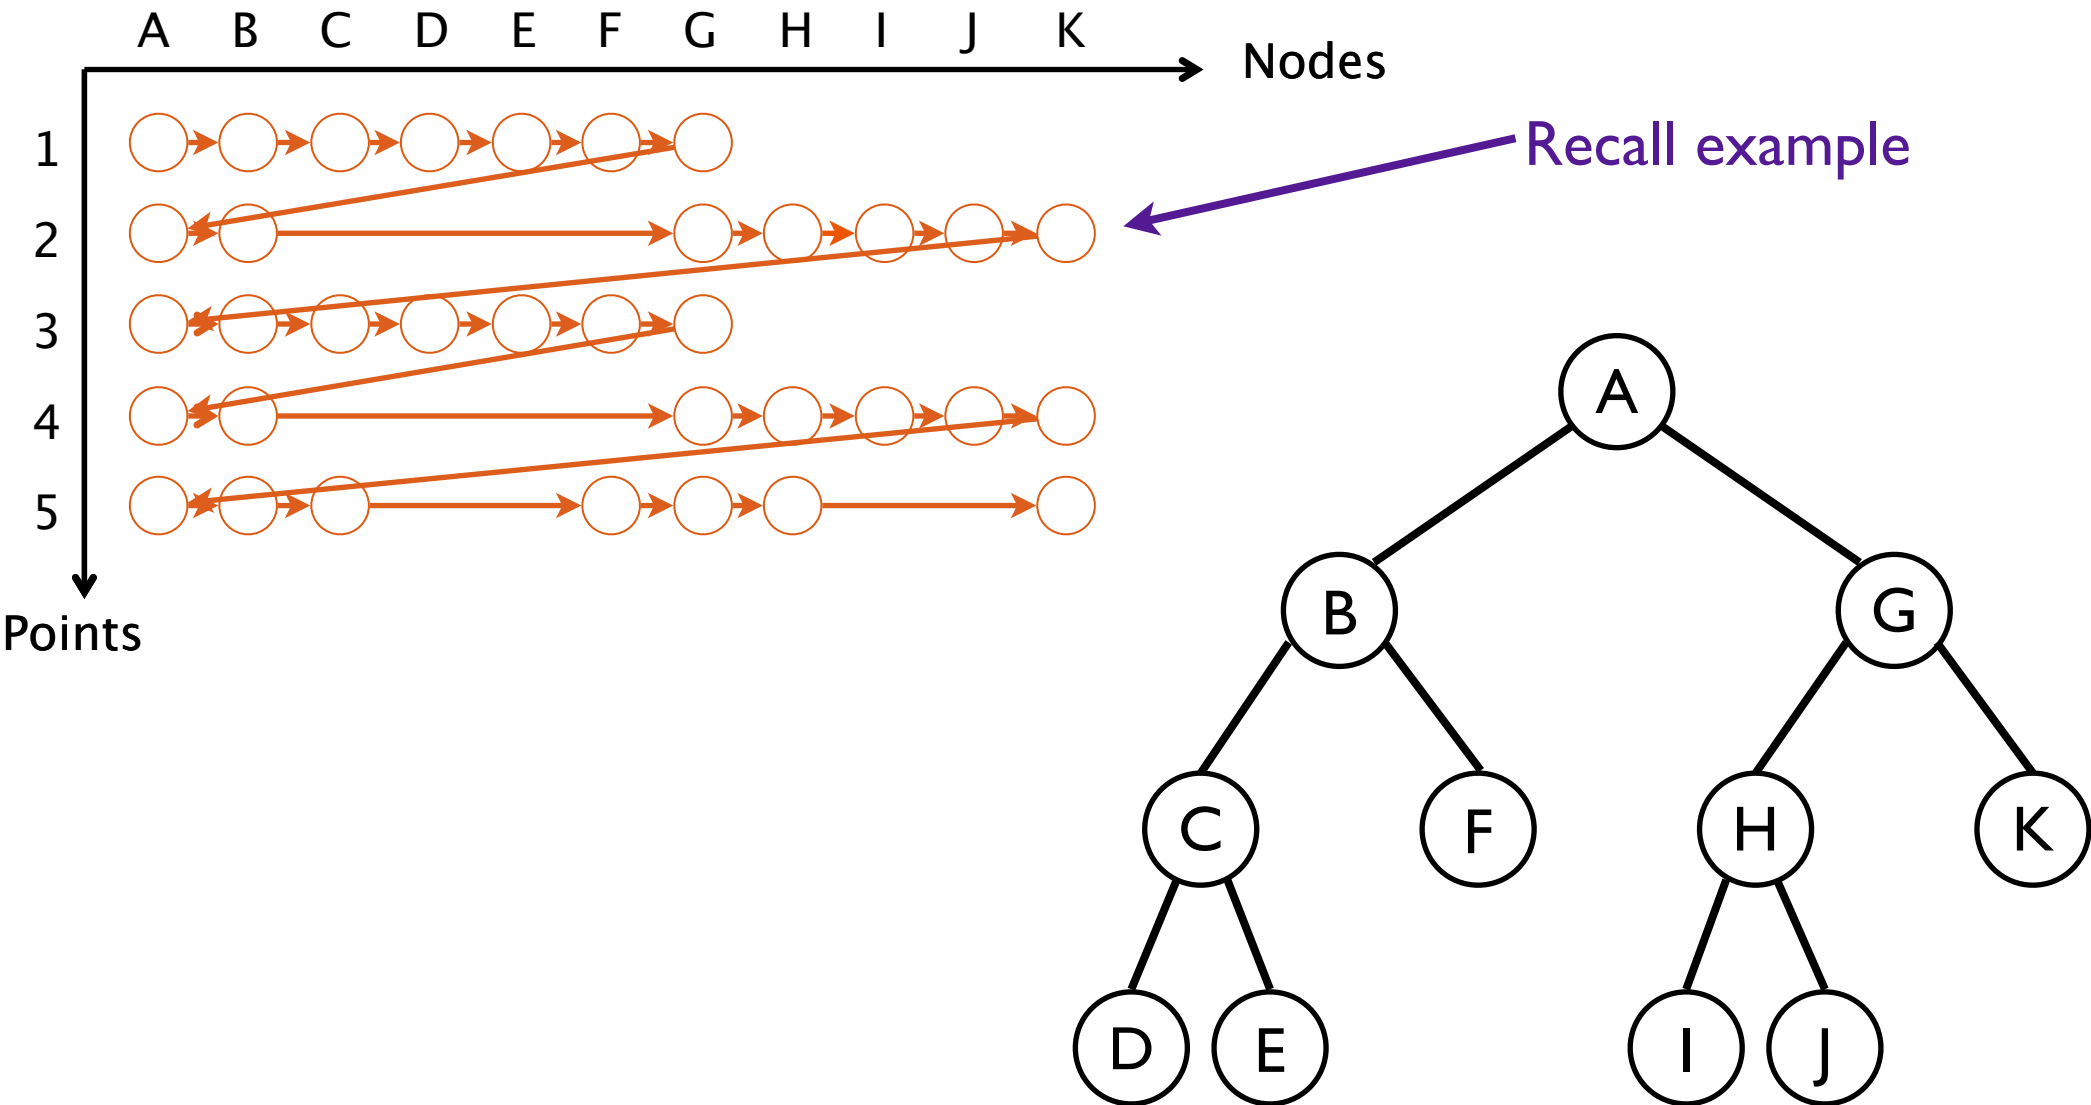 A B C D E F G H I J K
Nodes
1
Recall example
2
3
4
5
Points
A
B G
C F H K
D E I J